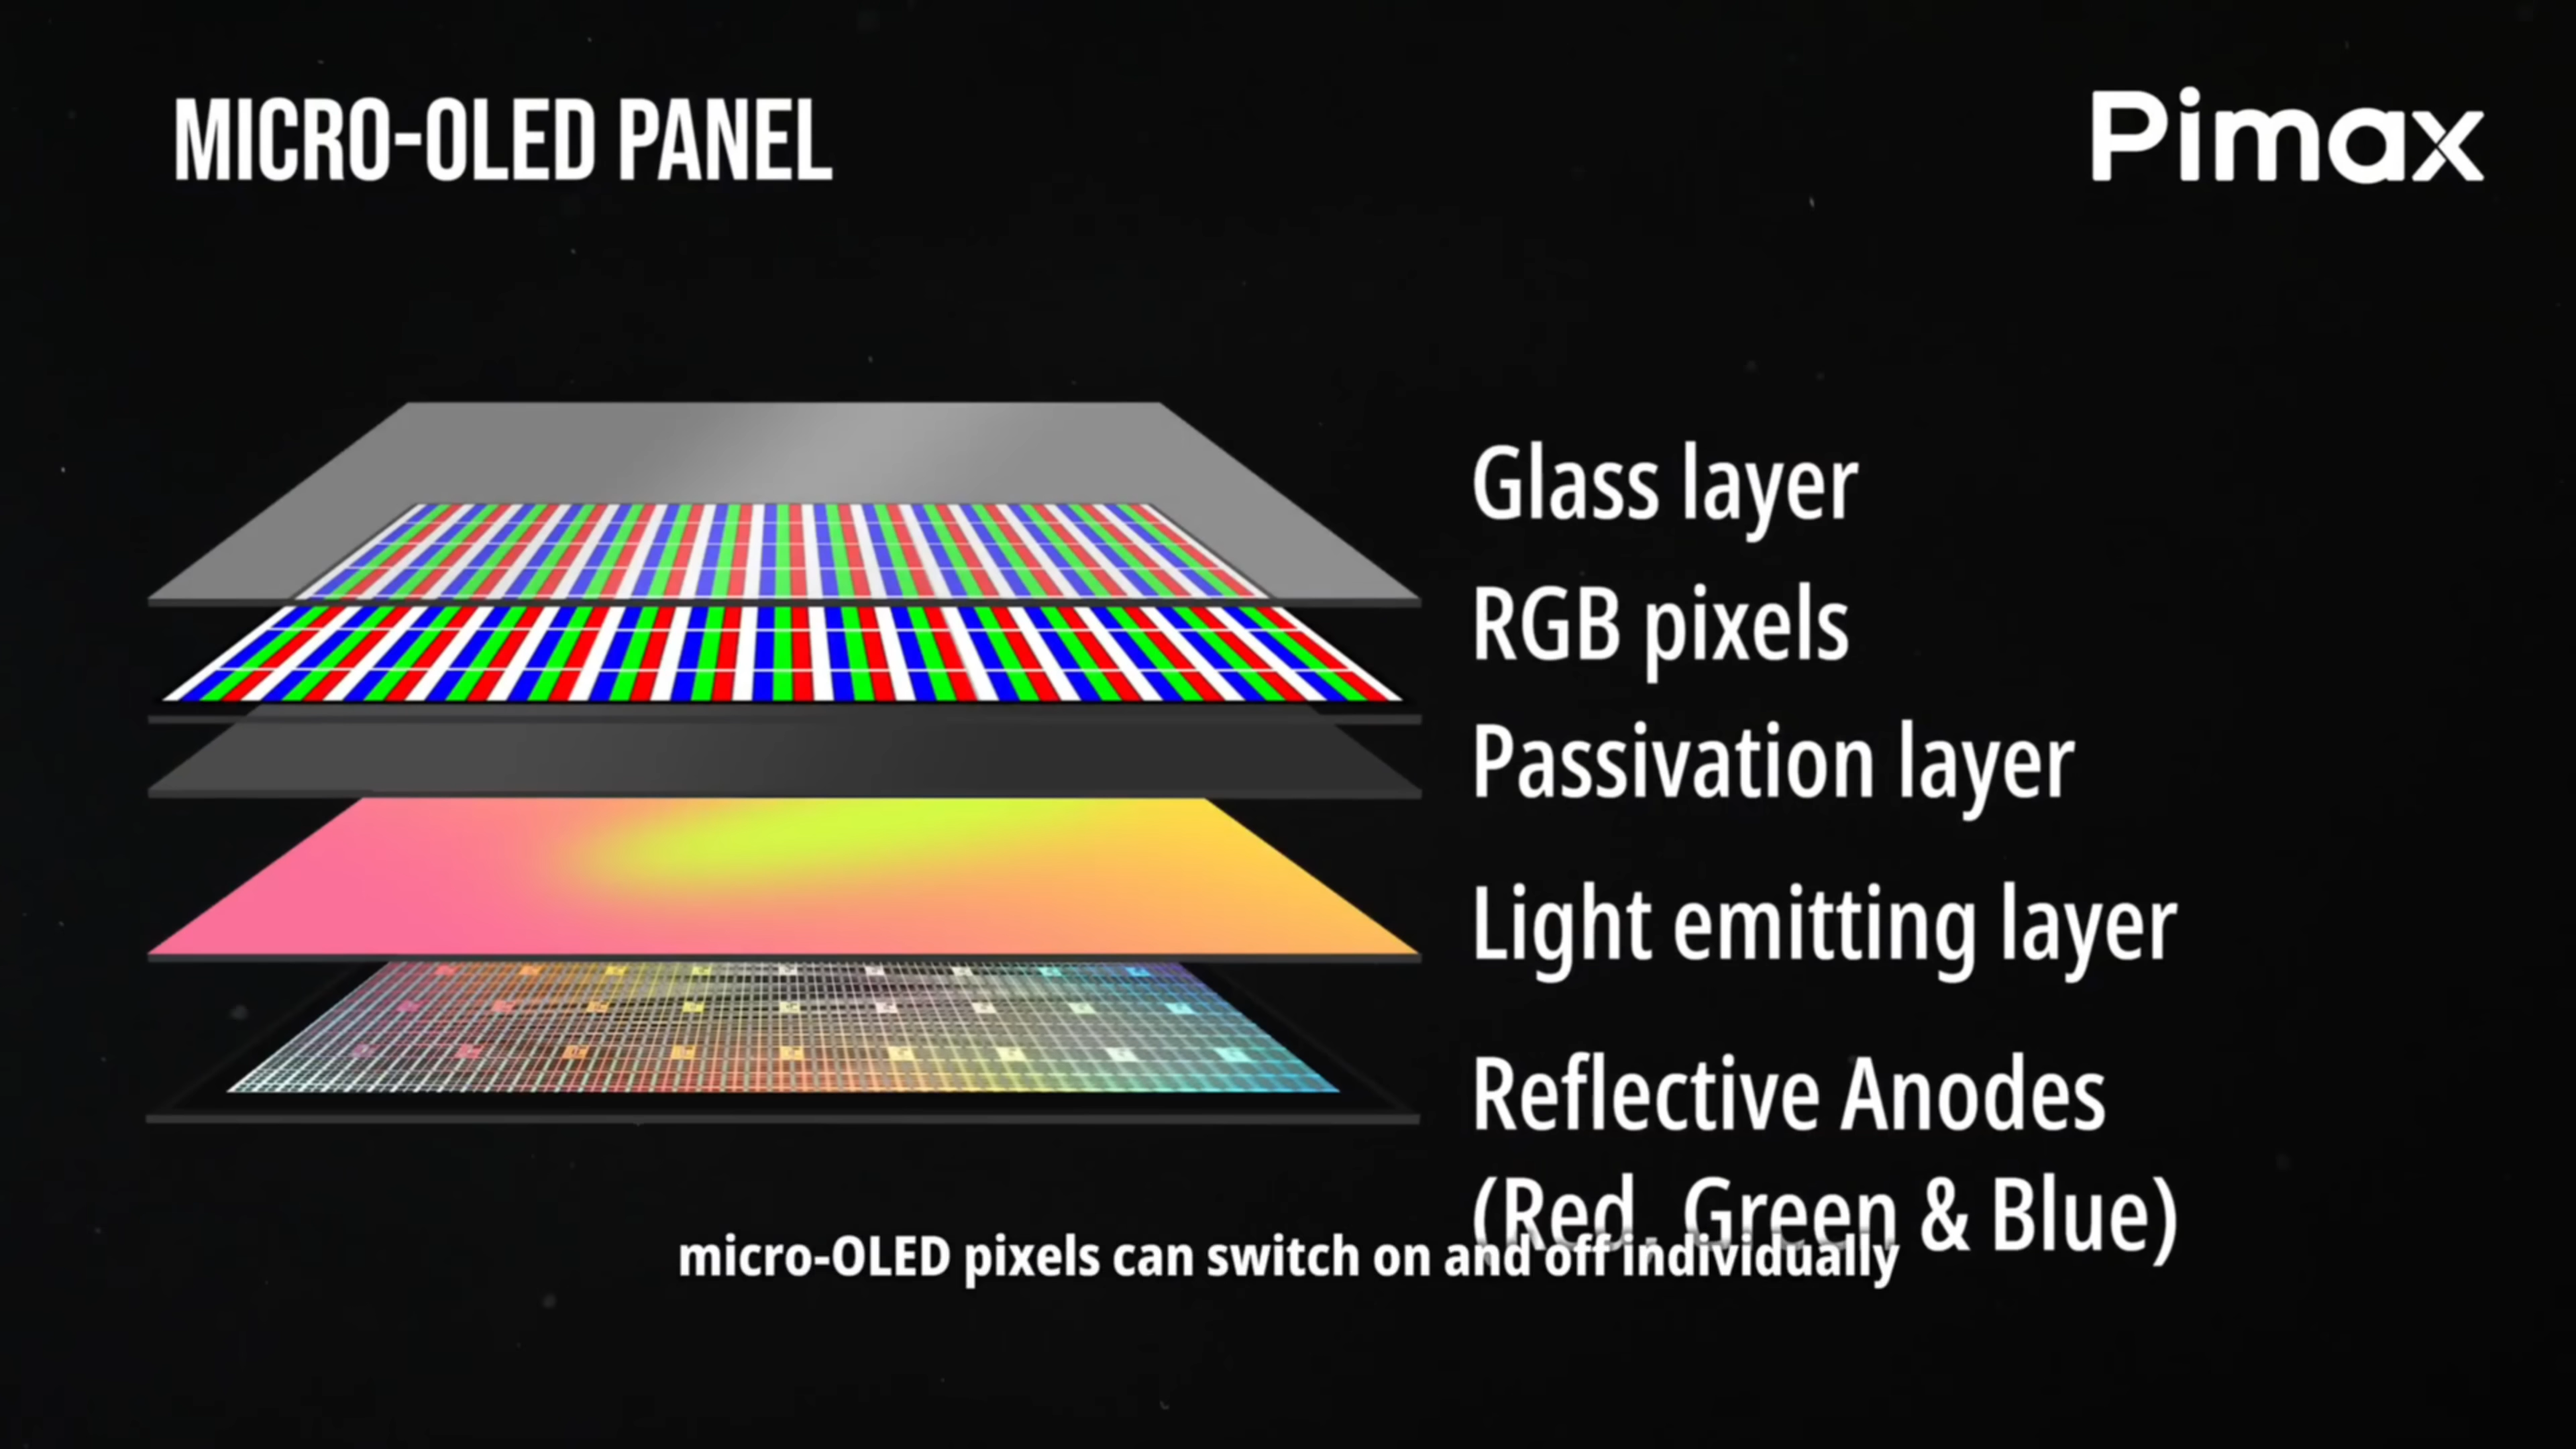 MICRO-OLED PANEL
Pimax
Glass layer
RGB pixels
Passivation layer
Light emitting layer
Reflective Anodes
(Red, Green & Blue)
micro-OLED pixels can switch on and off individually